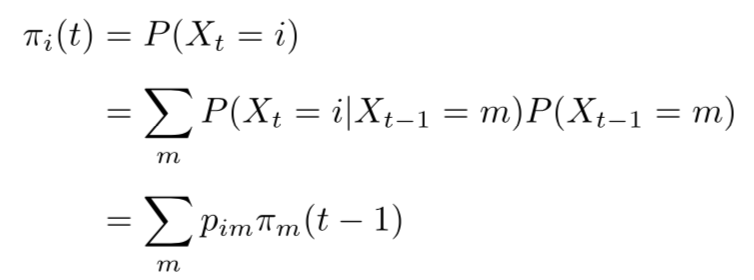 π_i(t) = P(X_t = i)
= ∑_m P(X_t = i|X_{t−1} = m)P(X_{t−1} = m)
= ∑_m p_{im}π_m(t − 1)